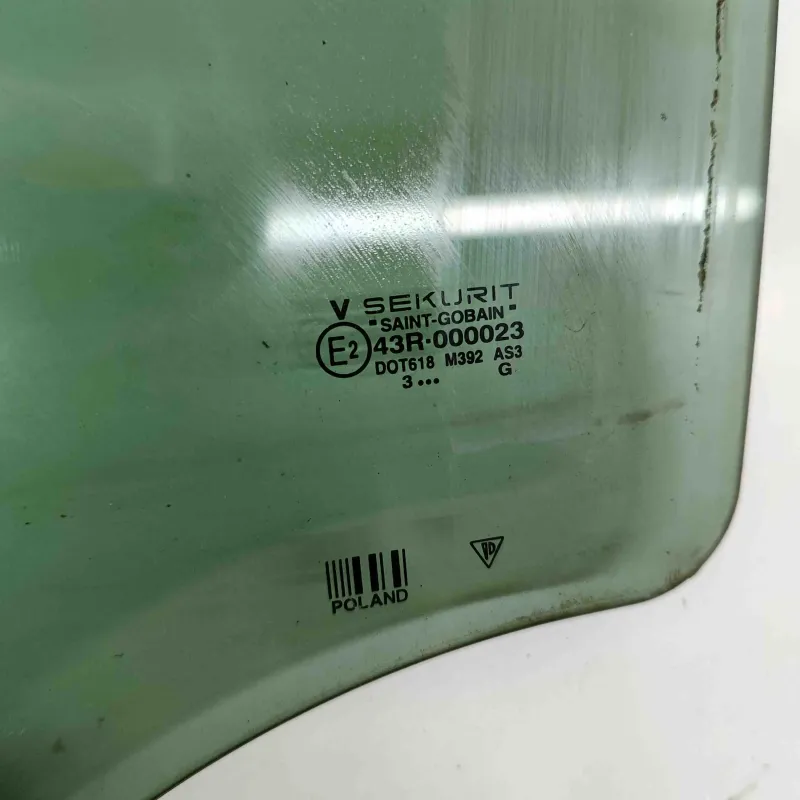 V SEKURIT
"SAINT-GOBAIN"
E2 43R-000023
DOT618 M392 AS3
3••• G
POLAND